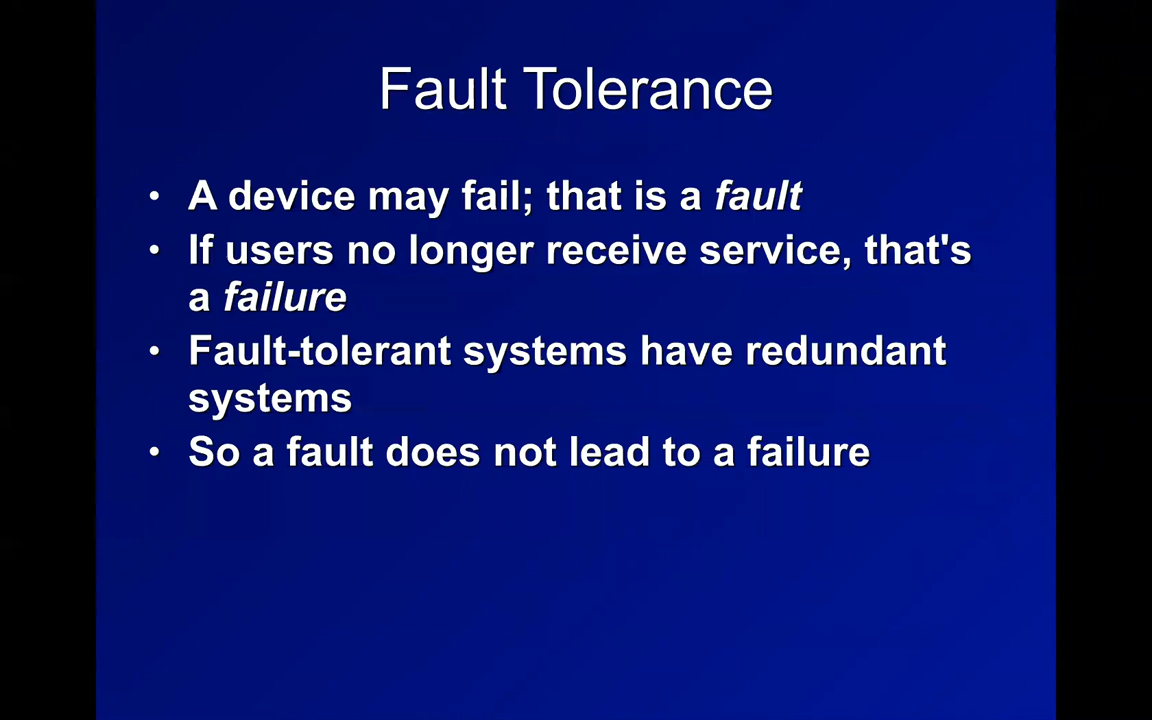 Fault Tolerance
• A device may fail; that is a fault
• If users no longer receive service, that's
a failure
• Fault-tolerant systems have redundant
systems
• So a fault does not lead to a failure